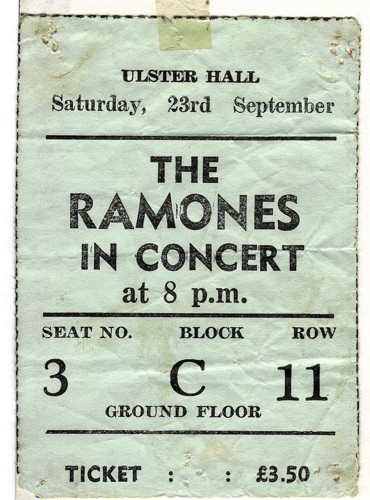 ULSTER HALL
Saturday, 23rd September
THE
RAMONES
IN CONCERT
at 8 p.m.
SEAT NO. BLOCK ROW
3 C 11
GROUND FLOOR
TICKET : : £3.50